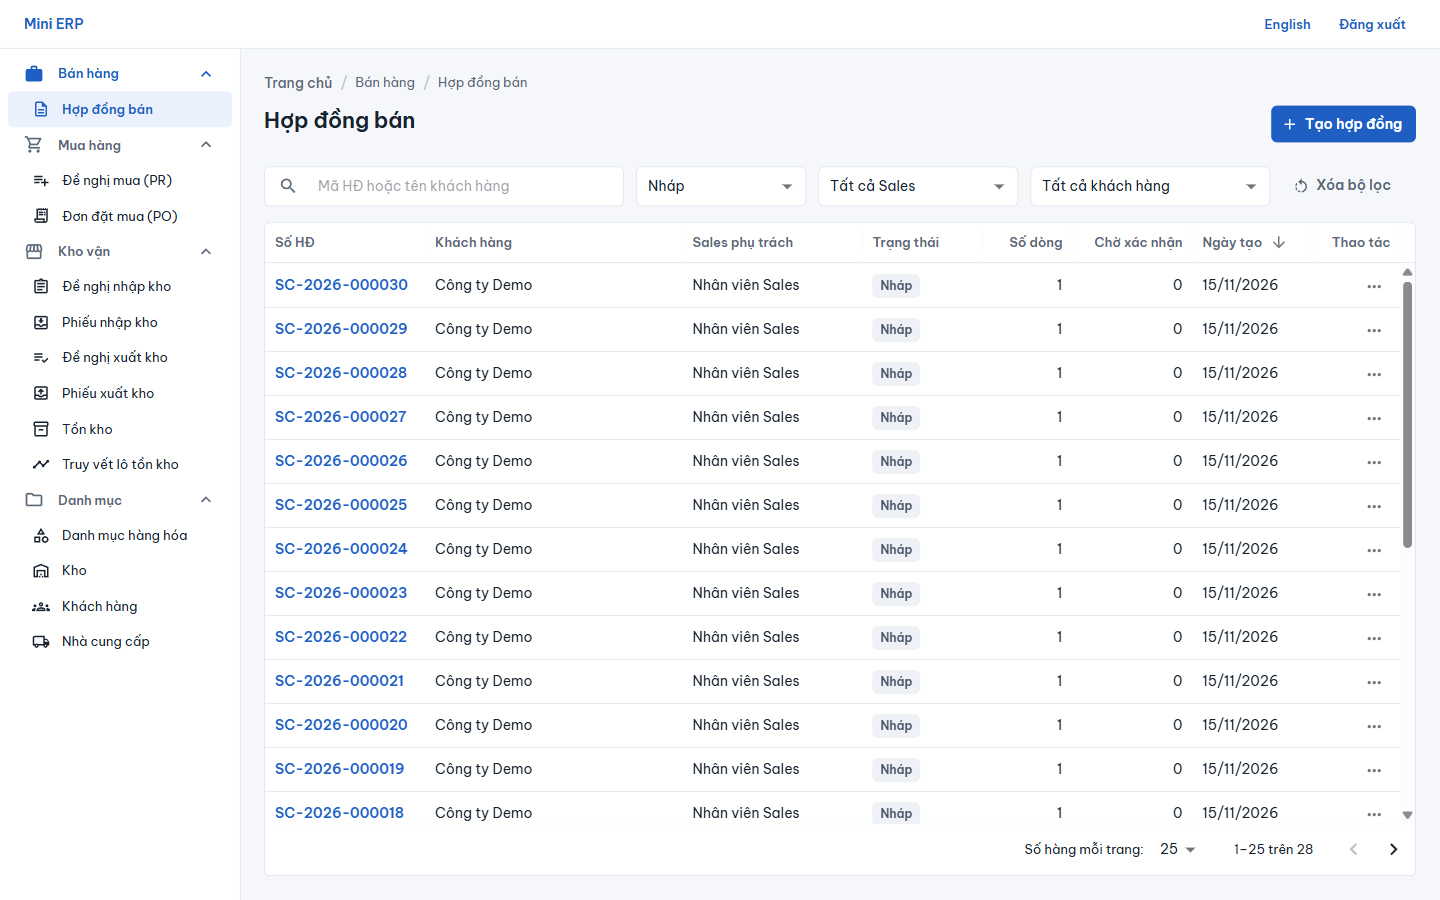 Mini ERP
English
Đăng xuất
Bán hàng
Hợp đồng bán
Mua hàng
Đề nghị mua (PR)
Đơn đặt mua (PO)
Kho vận
Đề nghị nhập kho
Phiếu nhập kho
Đề nghị xuất kho
Phiếu xuất kho
Tồn kho
Truy vết lô tồn kho
Danh mục
Danh mục hàng hóa
Kho
Khách hàng
Nhà cung cấp
Trang chủ / Bán hàng / Hợp đồng bán
Hợp đồng bán
+ Tạo hợp đồng
Mã HĐ hoặc tên khách hàng
Nháp
Tất cả Sales
Tất cả khách hàng
Xóa bộ lọc
Số HĐ Khách hàng Sales phụ trách Trạng thái Số dòng Chờ xác nhận Ngày tạo Thao tác
SC-2026-000030 Công ty Demo Nhân viên Sales Nháp 1 0 15/11/2026
SC-2026-000029 Công ty Demo Nhân viên Sales Nháp 1 0 15/11/2026
SC-2026-000028 Công ty Demo Nhân viên Sales Nháp 1 0 15/11/2026
SC-2026-000027 Công ty Demo Nhân viên Sales Nháp 1 0 15/11/2026
SC-2026-000026 Công ty Demo Nhân viên Sales Nháp 1 0 15/11/2026
SC-2026-000025 Công ty Demo Nhân viên Sales Nháp 1 0 15/11/2026
SC-2026-000024 Công ty Demo Nhân viên Sales Nháp 1 0 15/11/2026
SC-2026-000023 Công ty Demo Nhân viên Sales Nháp 1 0 15/11/2026
SC-2026-000022 Công ty Demo Nhân viên Sales Nháp 1 0 15/11/2026
SC-2026-000021 Công ty Demo Nhân viên Sales Nháp 1 0 15/11/2026
SC-2026-000020 Công ty Demo Nhân viên Sales Nháp 1 0 15/11/2026
SC-2026-000019 Công ty Demo Nhân viên Sales Nháp 1 0 15/11/2026
SC-2026-000018 Công ty Demo Nhân viên Sales Nháp 1 0 15/11/2026
Số hàng mỗi trang: 25 1–25 trên 28